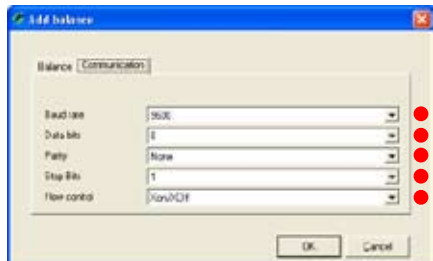 Add balance
Balance Communication
Baud rate 9600
Data bits 8
Parity None
Stop Bits 1
Flow control Xon/Xoff
OK Cancel